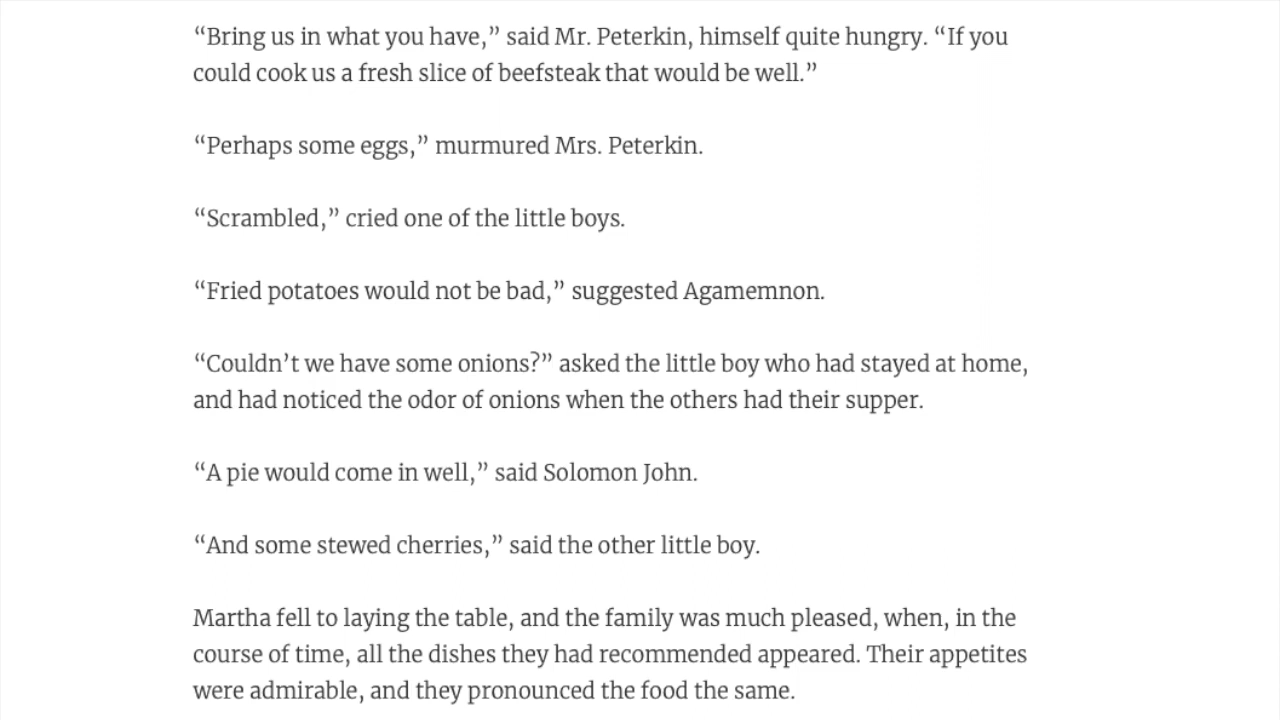 “Bring us in what you have,” said Mr. Peterkin, himself quite hungry. “If you
could cook us a fresh slice of beefsteak that would be well.”
“Perhaps some eggs,” murmured Mrs. Peterkin.
“Scrambled,” cried one of the little boys.
“Fried potatoes would not be bad,” suggested Agamemnon.
“Couldn’t we have some onions?” asked the little boy who had stayed at home,
and had noticed the odor of onions when the others had their supper.
“A pie would come in well,” said Solomon John.
“And some stewed cherries,” said the other little boy.
Martha fell to laying the table, and the family was much pleased, when, in the
course of time, all the dishes they had recommended appeared. Their appetites
were admirable, and they pronounced the food the same.